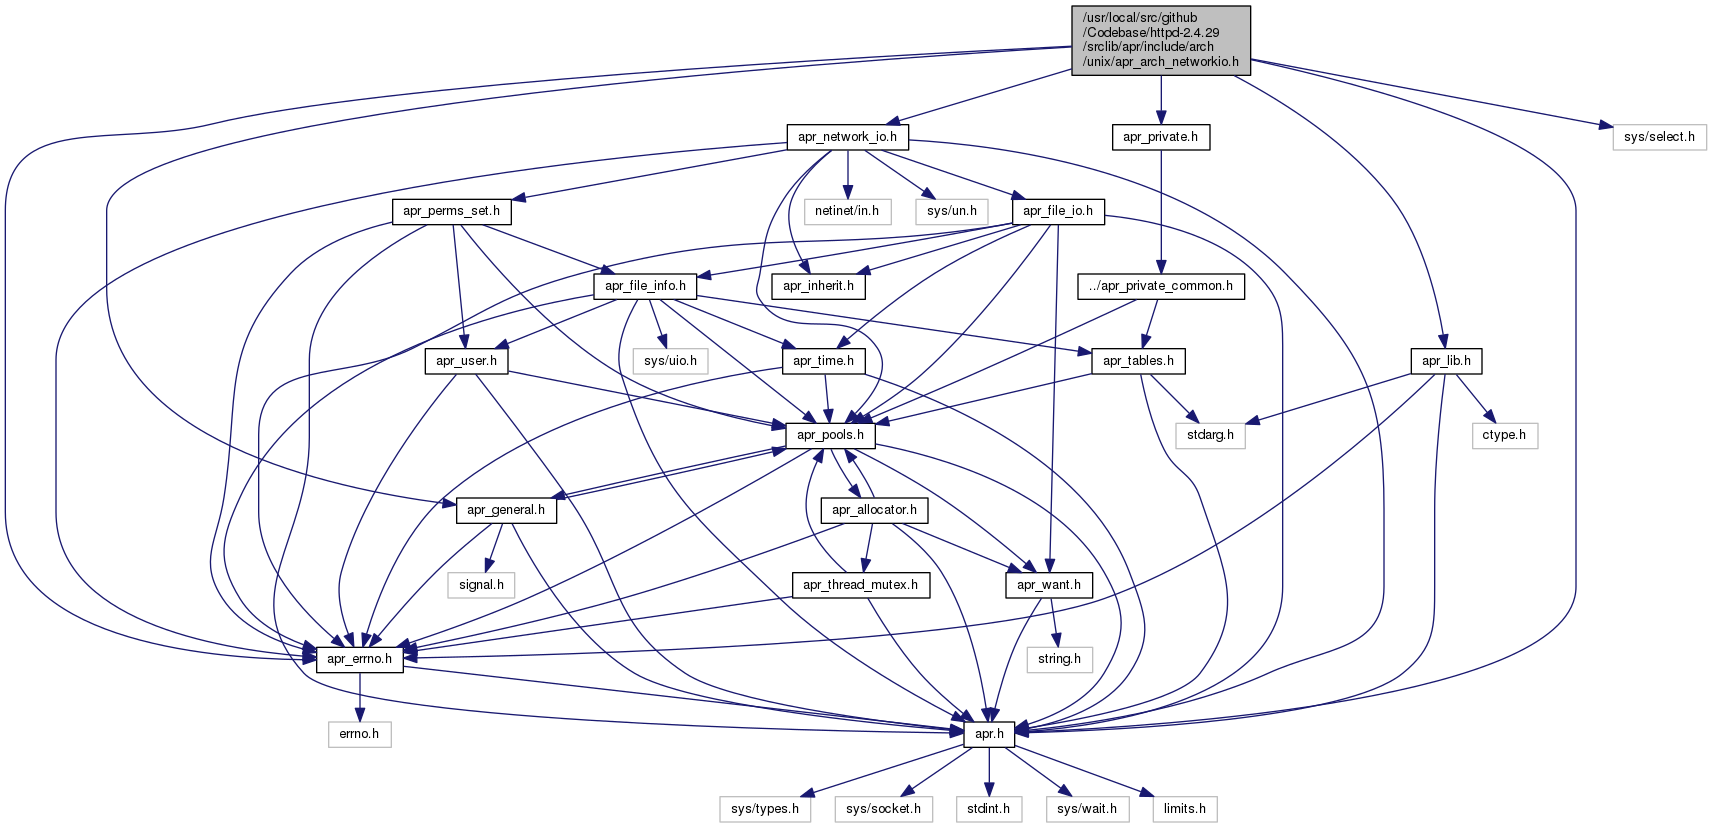 /usr/local/src/github
/Codebase/httpd-2.4.29
/srclib/apr/include/arch
/unix/apr_arch_networkio.h
apr_network_io.h
apr_private.h
sys/select.h
apr_perms_set.h
netinet/in.h
sys/un.h
apr_file_io.h
apr_file_info.h
apr_inherit.h
../apr_private_common.h
apr_user.h
sys/uio.h
apr_time.h
apr_tables.h
apr_lib.h
apr_pools.h
stdarg.h
ctype.h
apr_general.h
apr_allocator.h
signal.h
apr_thread_mutex.h
apr_want.h
apr_errno.h
string.h
errno.h
apr.h
sys/types.h
sys/socket.h
stdint.h
sys/wait.h
limits.h